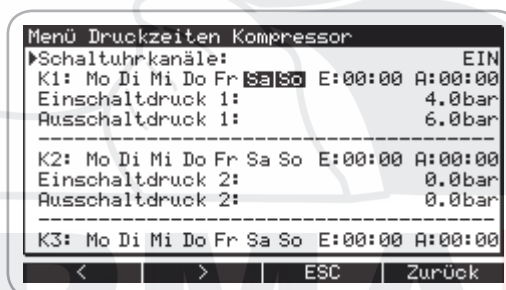 Menü Druckzeiten Kompressor
▶Schaltuhrkanäle: EIN
K1: Mo Di Mi Do Fr Sa So E:00:00 A:00:00
Einschaltdruck 1: 4.0bar
Ausschaltdruck 1: 6.0bar
----------------------------------------
K2: Mo Di Mi Do Fr Sa So E:00:00 A:00:00
Einschaltdruck 2: 0.0bar
Ausschaltdruck 2: 0.0bar
----------------------------------------
K3: Mo Di Mi Do Fr Sa So E:00:00 A:00:00
< > ESC Zurück